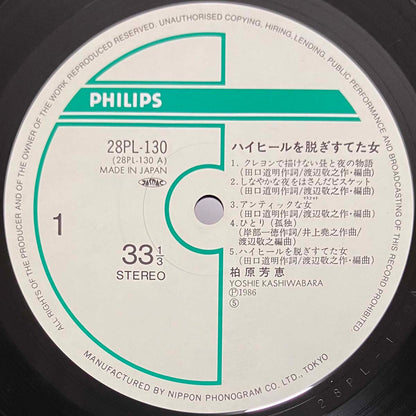 ALL RIGHTS OF THE PRODUCER AND OF THE OWNER OF THE WORK REPRODUCED RESERVED. UNAUTHORISED COPYING, HIRING, LENDING, PUBLIC PERFORMANCE AND BROADCASTING OF THIS RECORD PROHIBITED
PHILIPS
28PL-130
(28PL-130 A)
MADE IN JAPAN
1
33 1/3
STEREO
ハイヒールを脱ぎすてた女
1. クレヨンで描けない昼と夜の物語
(田口道明作詞/渡辺敬之作・編曲)
2. しなやかな夜をはさんだビスケット
(田口道明作詞/渡辺敬之作・編曲)
3. アンティックな女
(田口道明作詞/渡辺敬之作・編曲)
4. ひとり(孤独)
(岸部一徳作詞/井上堯之作曲/
渡辺敬之編曲)
5. ハイヒールを脱ぎすてた女
(田口道明作詞/渡辺敬之作・編曲)
柏原芳恵
YOSHIE KASHIWABARA
Ⓟ1986
Ⓢ
MANUFACTURED BY NIPPON PHONOGRAM CO., LTD., TOKYO
28PL 1